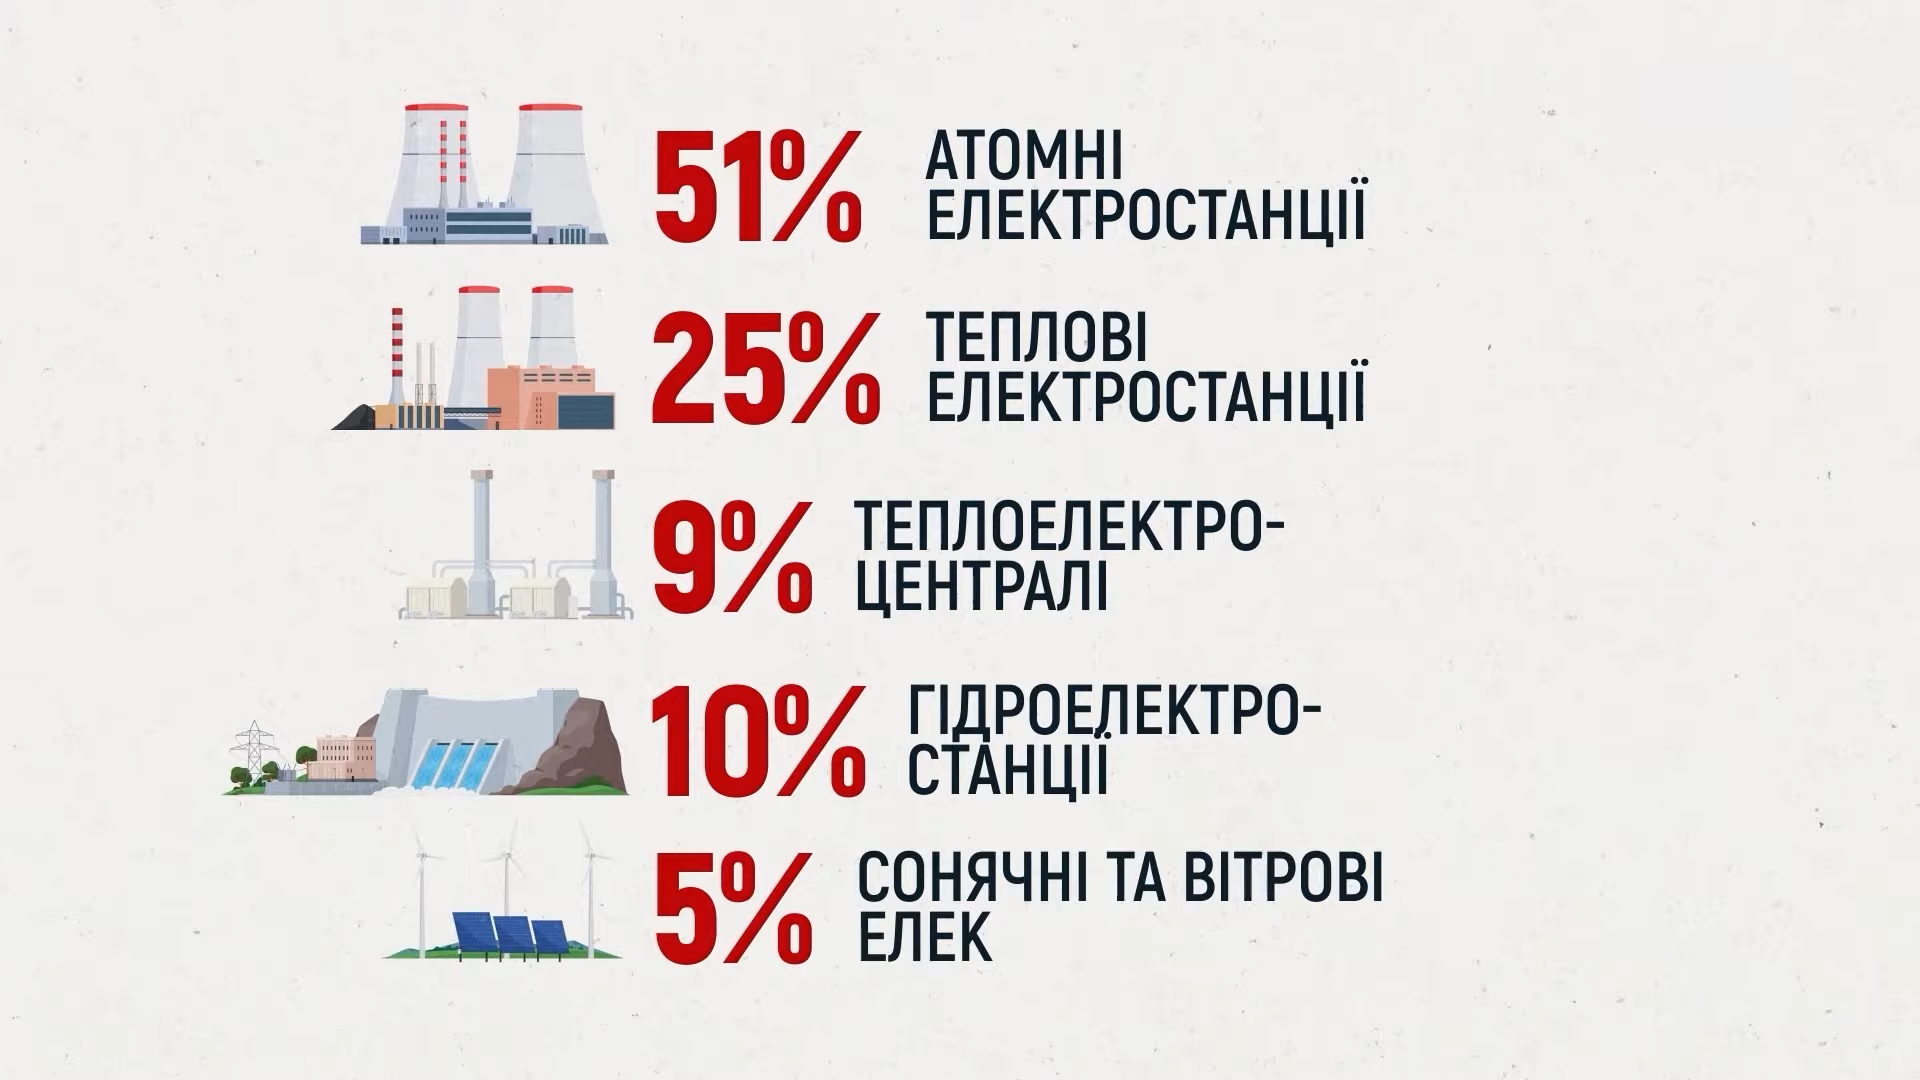 51% АТОМНІ
ЕЛЕКТРОСТАНЦІЇ
25% ТЕПЛОВІ
ЕЛЕКТРОСТАНЦІЇ
9% ТЕПЛОЕЛЕКТРО-
ЦЕНТРАЛІ
10% ГІДРОЕЛЕКТРО-
СТАНЦІЇ
5% СОНЯЧНІ ТА ВІТРОВІ
ЕЛЕК